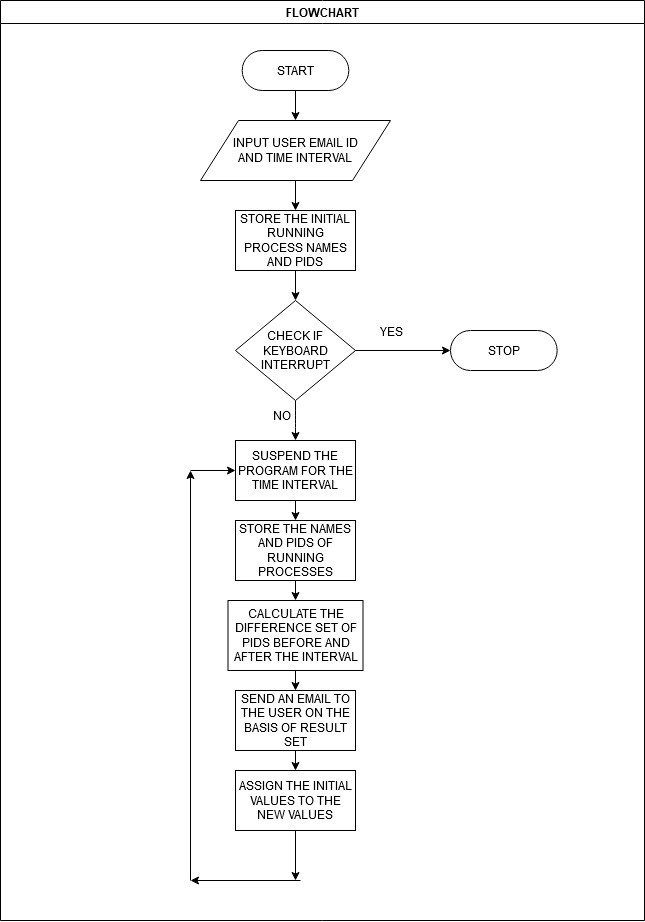 FLOWCHART
START
INPUT USER EMAIL ID
AND TIME INTERVAL
STORE THE INITIAL
RUNNING
PROCESS NAMES
AND PIDS
CHECK IF
KEYBOARD
INTERRUPT
YES
STOP
NO
SUSPEND THE
PROGRAM FOR THE
TIME INTERVAL
STORE THE NAMES
AND PIDS OF
RUNNING
PROCESSES
CALCULATE THE
DIFFERENCE SET OF
PIDS BEFORE AND
AFTER THE INTERVAL
SEND AN EMAIL TO
THE USER ON THE
BASIS OF RESULT
SET
ASSIGN THE INITIAL
VALUES TO THE
NEW VALUES